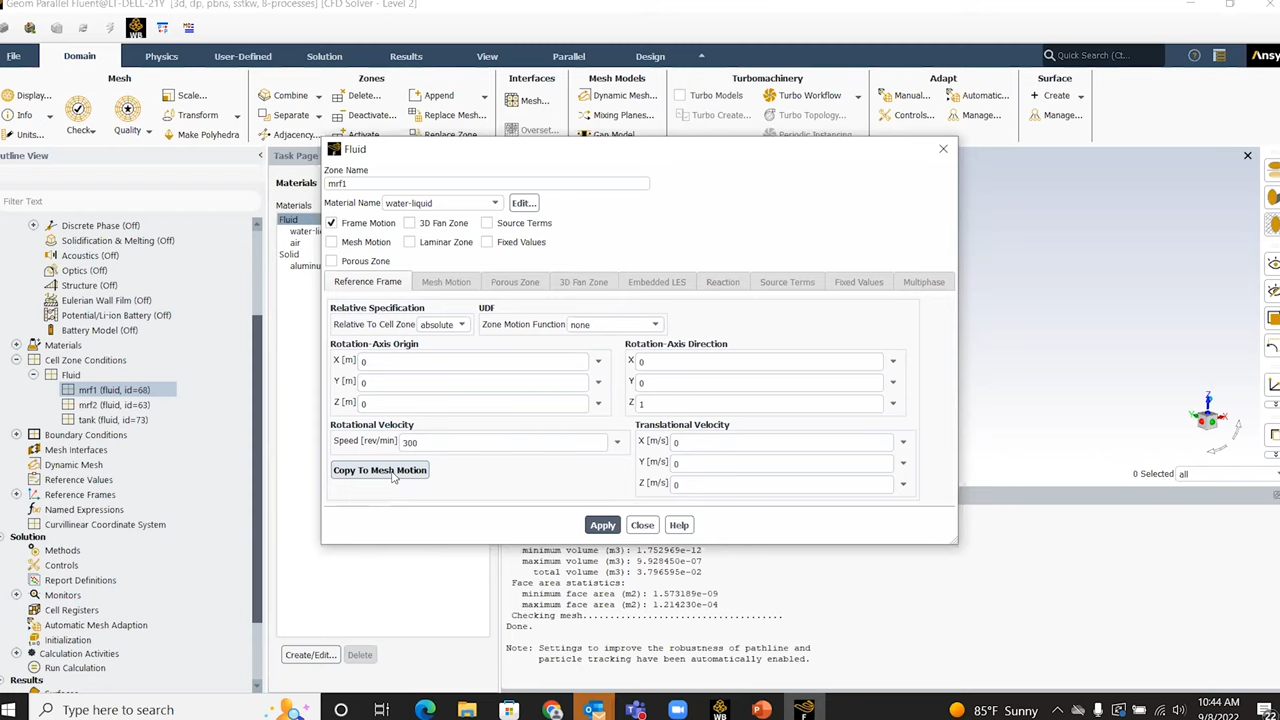 Geom Parallel Fluent@LT-DELL-21Y [3d, dp, pbns, sstkw, 8-processes] [CFD Solver - Level 2]
WB
File Domain Physics User-Defined Solution Results View Parallel Design Quick Search (Ct...
Mesh Zones Interfaces Mesh Models Turbomachinery Adapt Surface
Display... Scale... Combine Delete... Append Mesh... Dynamic Mesh... Turbo Models Turbo Workflow Manual... Automatic... Create
Info Check Quality Transform Separate Deactivate... Replace Mesh... Overset... Mixing Planes... Turbo Create... Turbo Topology... Controls... Manage... Manage...
Units... Make Polyhedra Adjacency... Activate... Replace Zone... Gap Model... Periodic Instancing
Outline View
Task Page
Filter Text
Discrete Phase (Off)
Solidification & Melting (Off)
Acoustics (Off)
Optics (Off)
Structure (Off)
Eulerian Wall Film (Off)
Potential/Li-ion Battery (Off)
Battery Model (Off)
Materials
Cell Zone Conditions
Fluid
mrf1 (fluid, id=68)
mrf2 (fluid, id=63)
tank (fluid, id=73)
Boundary Conditions
Mesh Interfaces
Dynamic Mesh
Reference Values
Reference Frames
Named Expressions
Curvillinear Coordinate System
Solution
Methods
Controls
Report Definitions
Monitors
Cell Registers
Automatic Mesh Adaption
Initialization
Calculation Activities
Run Calculation
Results
Materials
Materials
Fluid
air
Solid
Create/Edit... Delete
Fluid
Zone Name
mrf1
Material Name water-liquid Edit...
Frame Motion 3D Fan Zone Source Terms
Mesh Motion Laminar Zone Fixed Values
Porous Zone
Reference Frame Mesh Motion Porous Zone 3D Fan Zone Embedded LES Reaction Source Terms Fixed Values Multiphase
Relative Specification UDF
Relative To Cell Zone absolute Zone Motion Function none
Rotation-Axis Origin Rotation-Axis Direction
X [m] 0 X 0
Y [m] 0 Y 0
Z [m] 0 Z 1
Rotational Velocity Translational Velocity
Speed [rev/min] 300 X [m/s] 0
Copy To Mesh Motion Y [m/s] 0
Z [m/s] 0
Apply Close Help
Z
Y
0 Selected all
minimum volume (m3): 1.752969e-12
maximum volume (m3): 9.928450e-07
total volume (m3): 3.796595e-02
Face area statistics:
minimum face area (m2): 1.573189e-09
maximum face area (m2): 1.214230e-04
Checking mesh.....................................
Done.
Note: Settings to improve the robustness of pathline and
particle tracking have been automatically enabled.
Type here to search
WB
85°F Sunny
10:44 AM